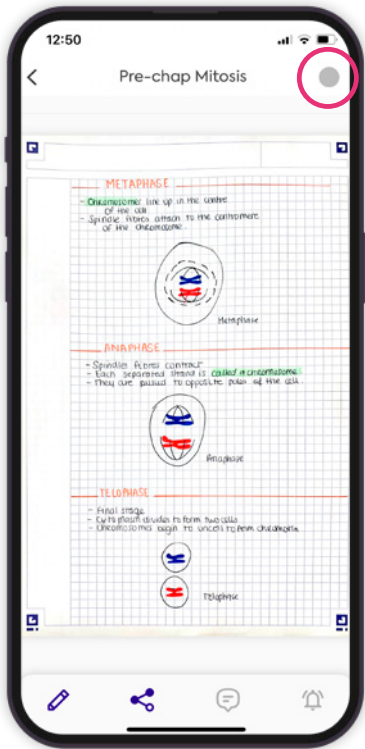 12:50
Pre-chap Mitosis
METAPHASE
- Chromosomes line up in the centre
of the cell
- Spindle fibres attach to the centromere
of the chromosome.
Metaphase
ANAPHASE
- Spindle fibres contract
- Each separated strand is called a chromosome.
- They are pulled to opposite poles of the cell.
Anaphase
TELOPHASE
- Final stage
- Cytoplasm divides to form two cells
- Chromosomes begin to uncoil to form chromatin
Telophase